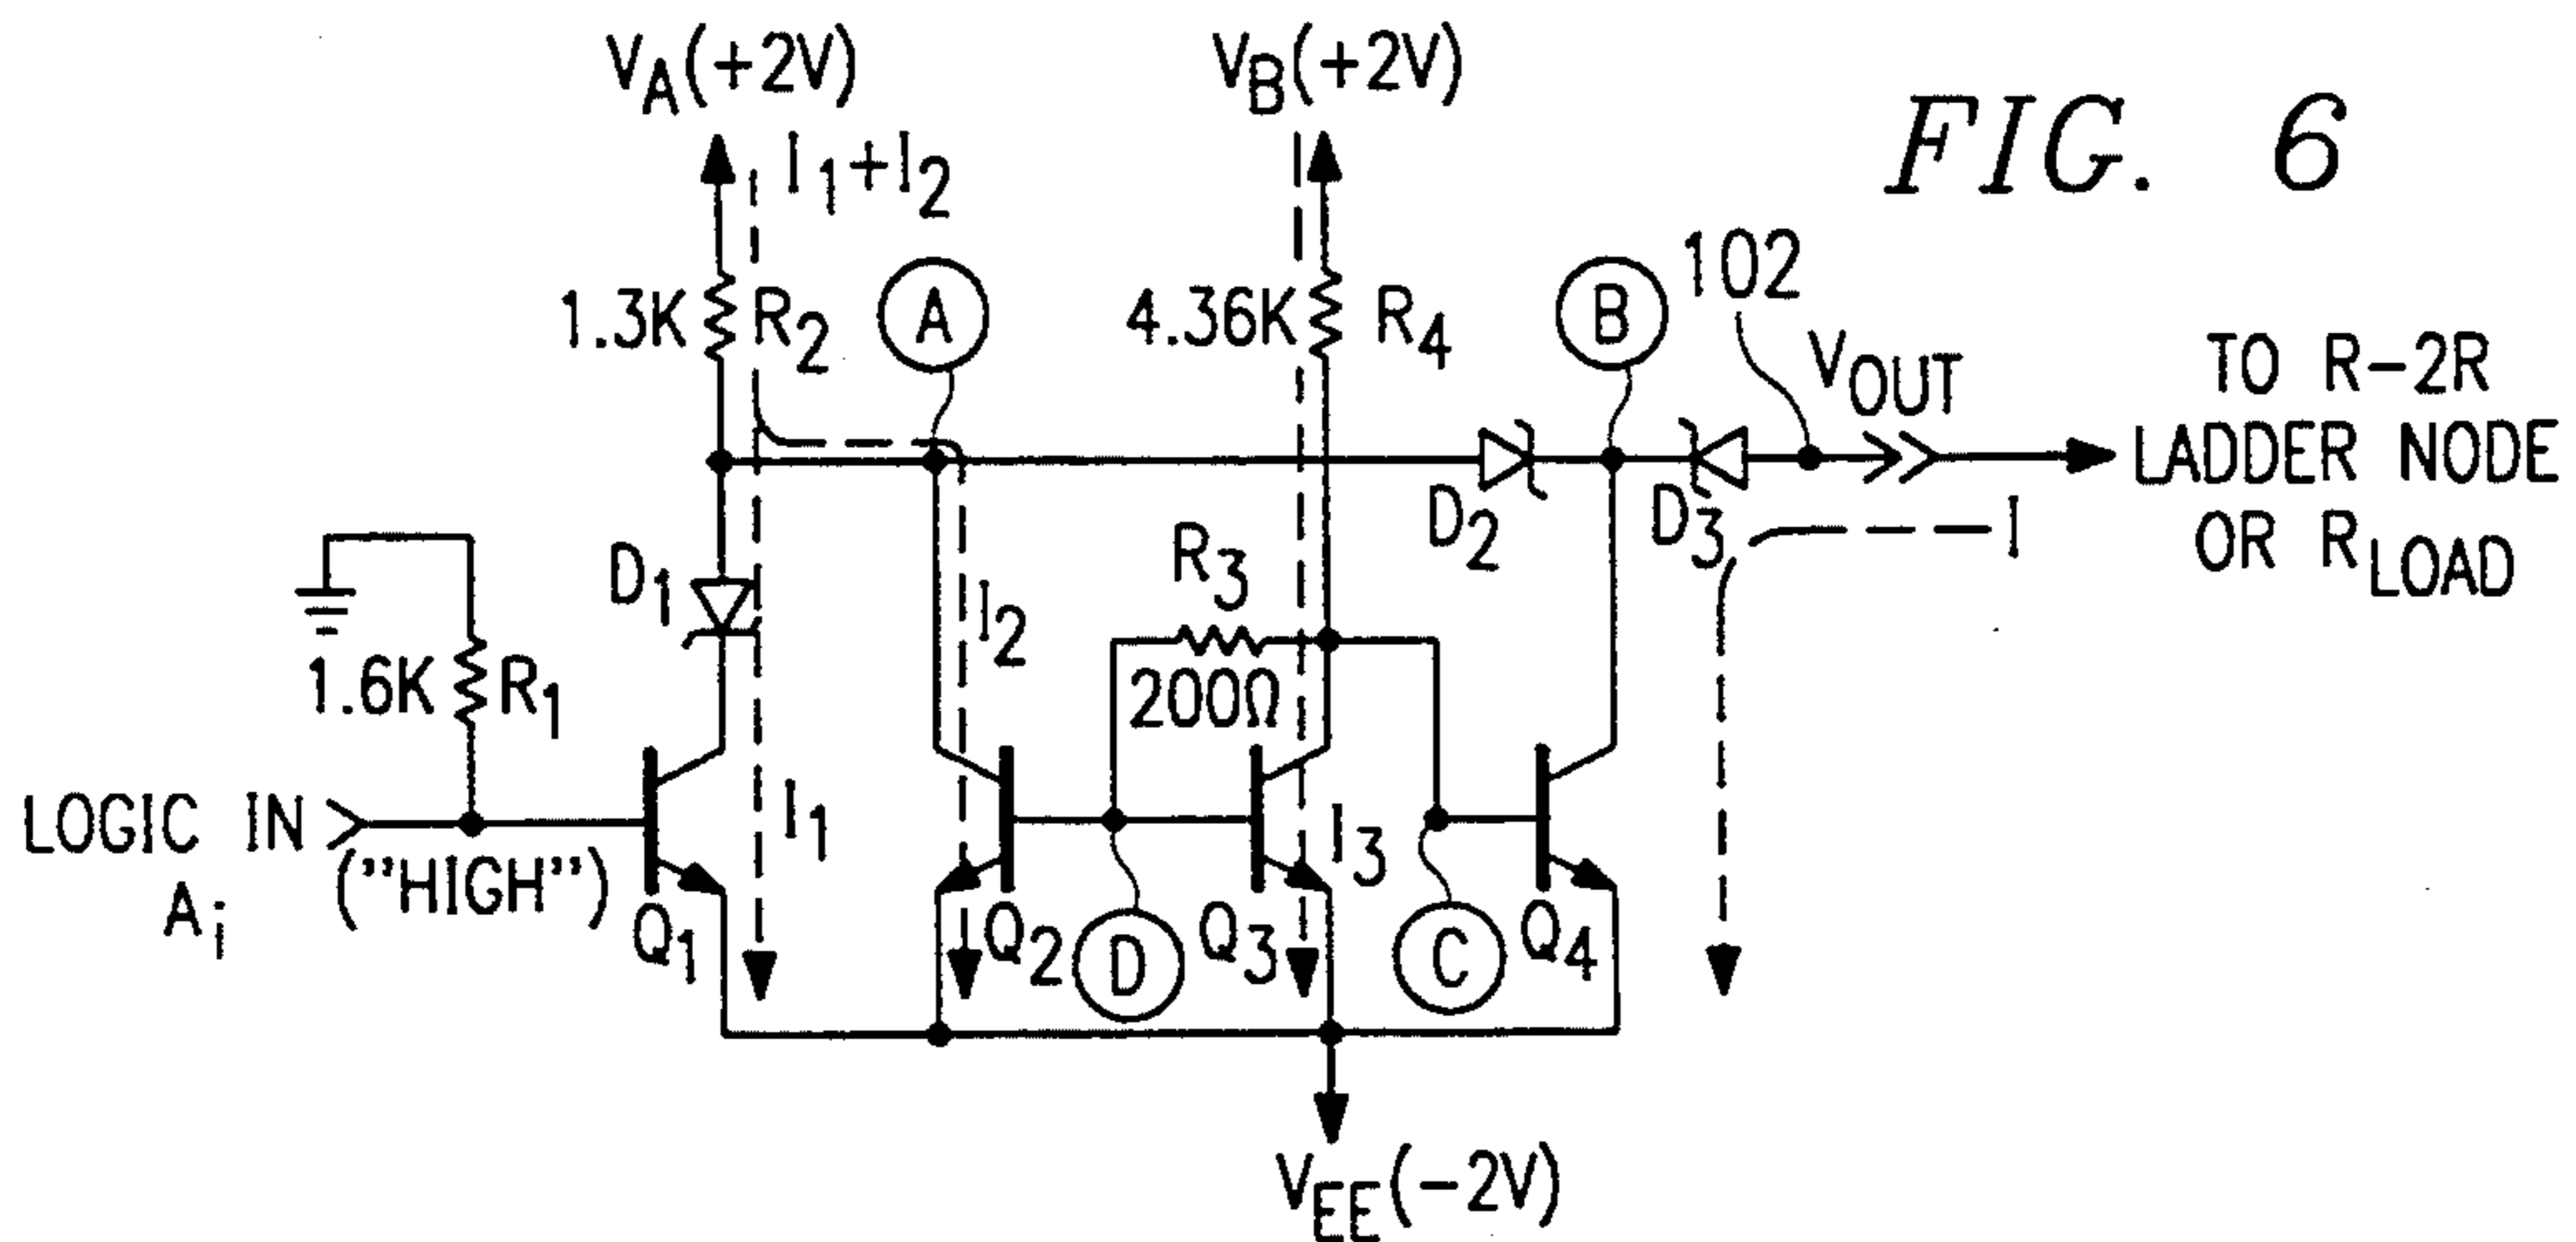 V_A(+2V)
V_B(+2V)
FIG. 6
I_1+I_2
1.3K
R_2
A
4.36K
R_4
B
102
V_OUT
TO R-2R
LADDER NODE
OR R_LOAD
D_1
D_2
D_3
I
R_3
200Ω
I_2
1.6K
R_1
I_1
I_3
LOGIC IN
A_i
("HIGH")
Q_1
Q_2
D
Q_3
C
Q_4
V_EE(-2V)